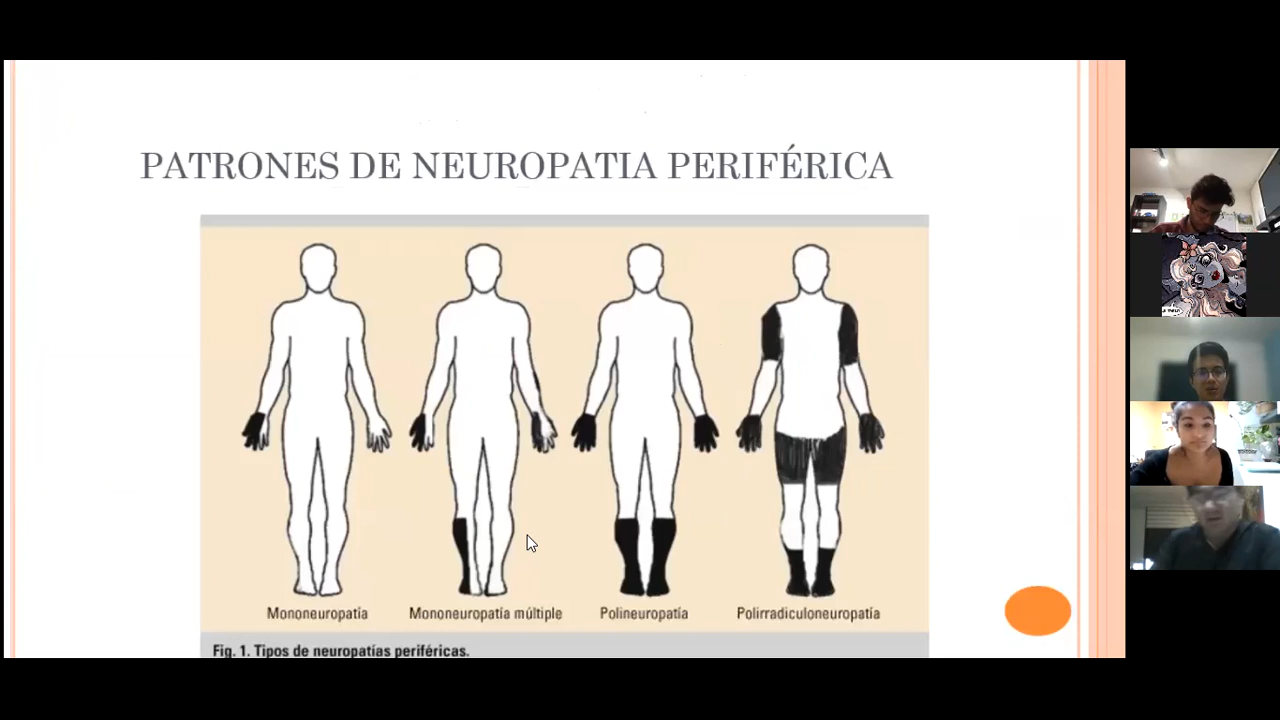 PATRONES DE NEUROPATIA PERIFÉRICA
Mononeuropatía
Mononeuropatía múltiple
Polineuropatía
Polirradiculoneuropatía
Fig. 1. Tipos de neuropatías periféricas.